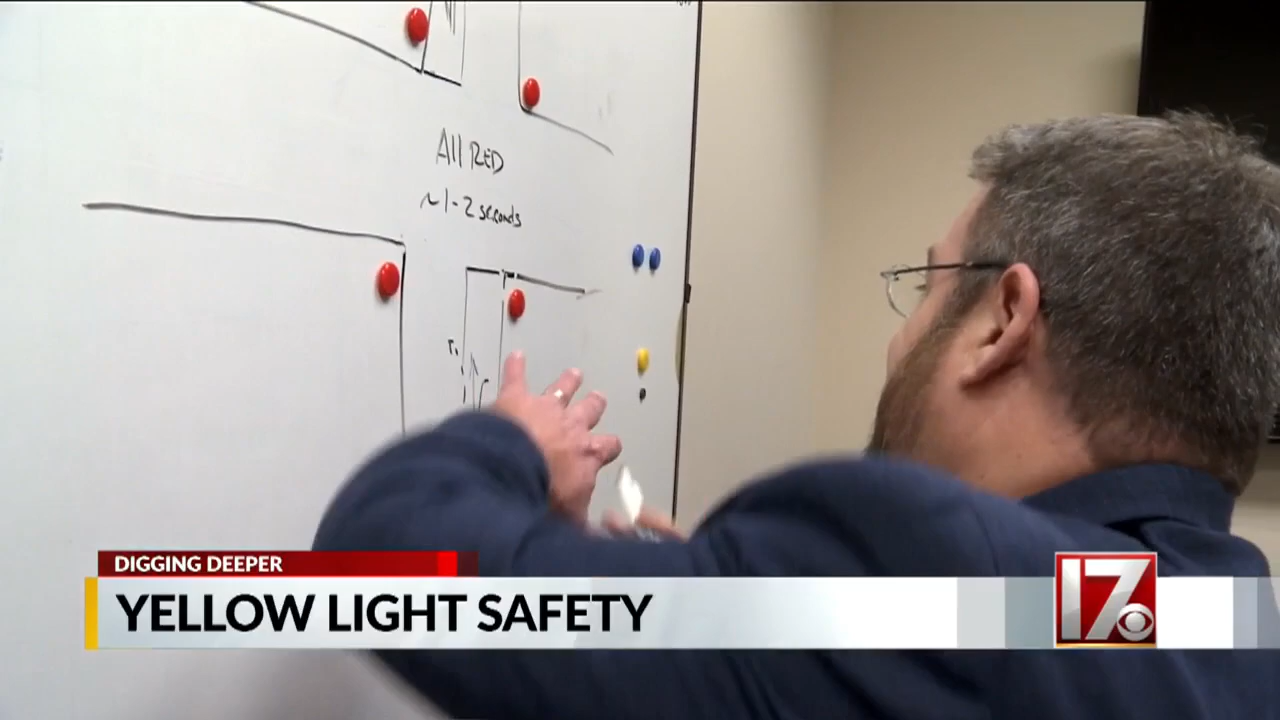 All RED
~1-2 seconds
DIGGING DEEPER
YELLOW LIGHT SAFETY
17